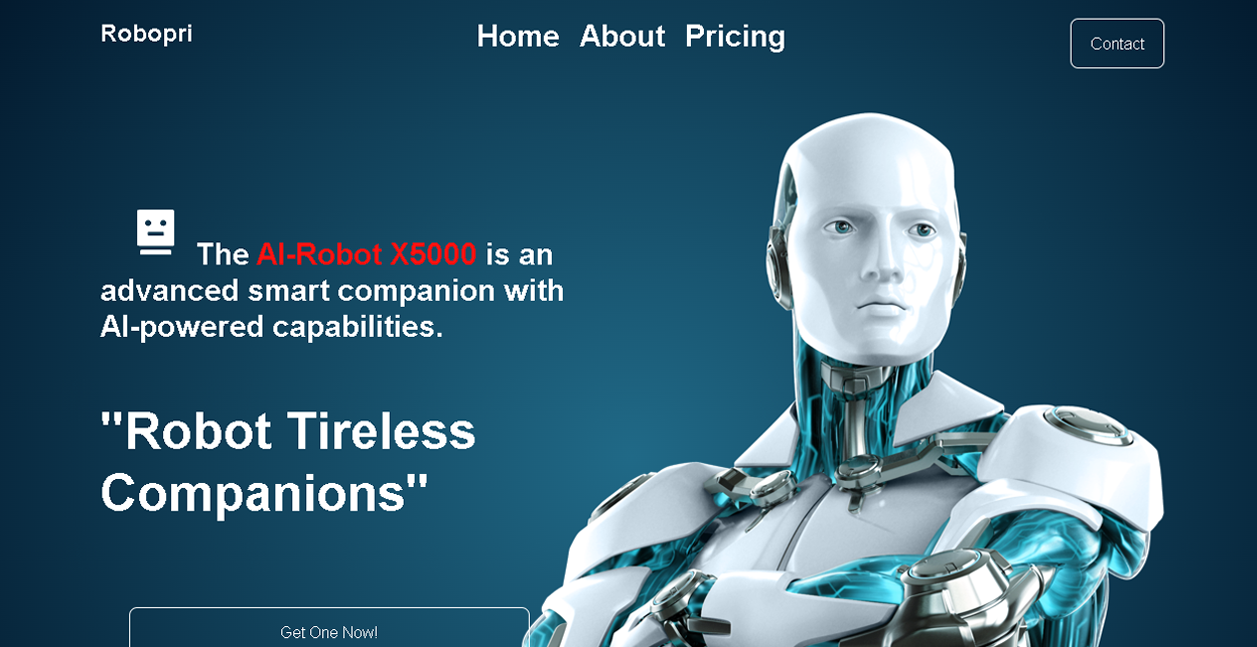 Robopri
Home About Pricing
Contact
The AI-Robot X5000 is an
advanced smart companion with
AI-powered capabilities.
"Robot Tireless
Companions"
Get One Now!